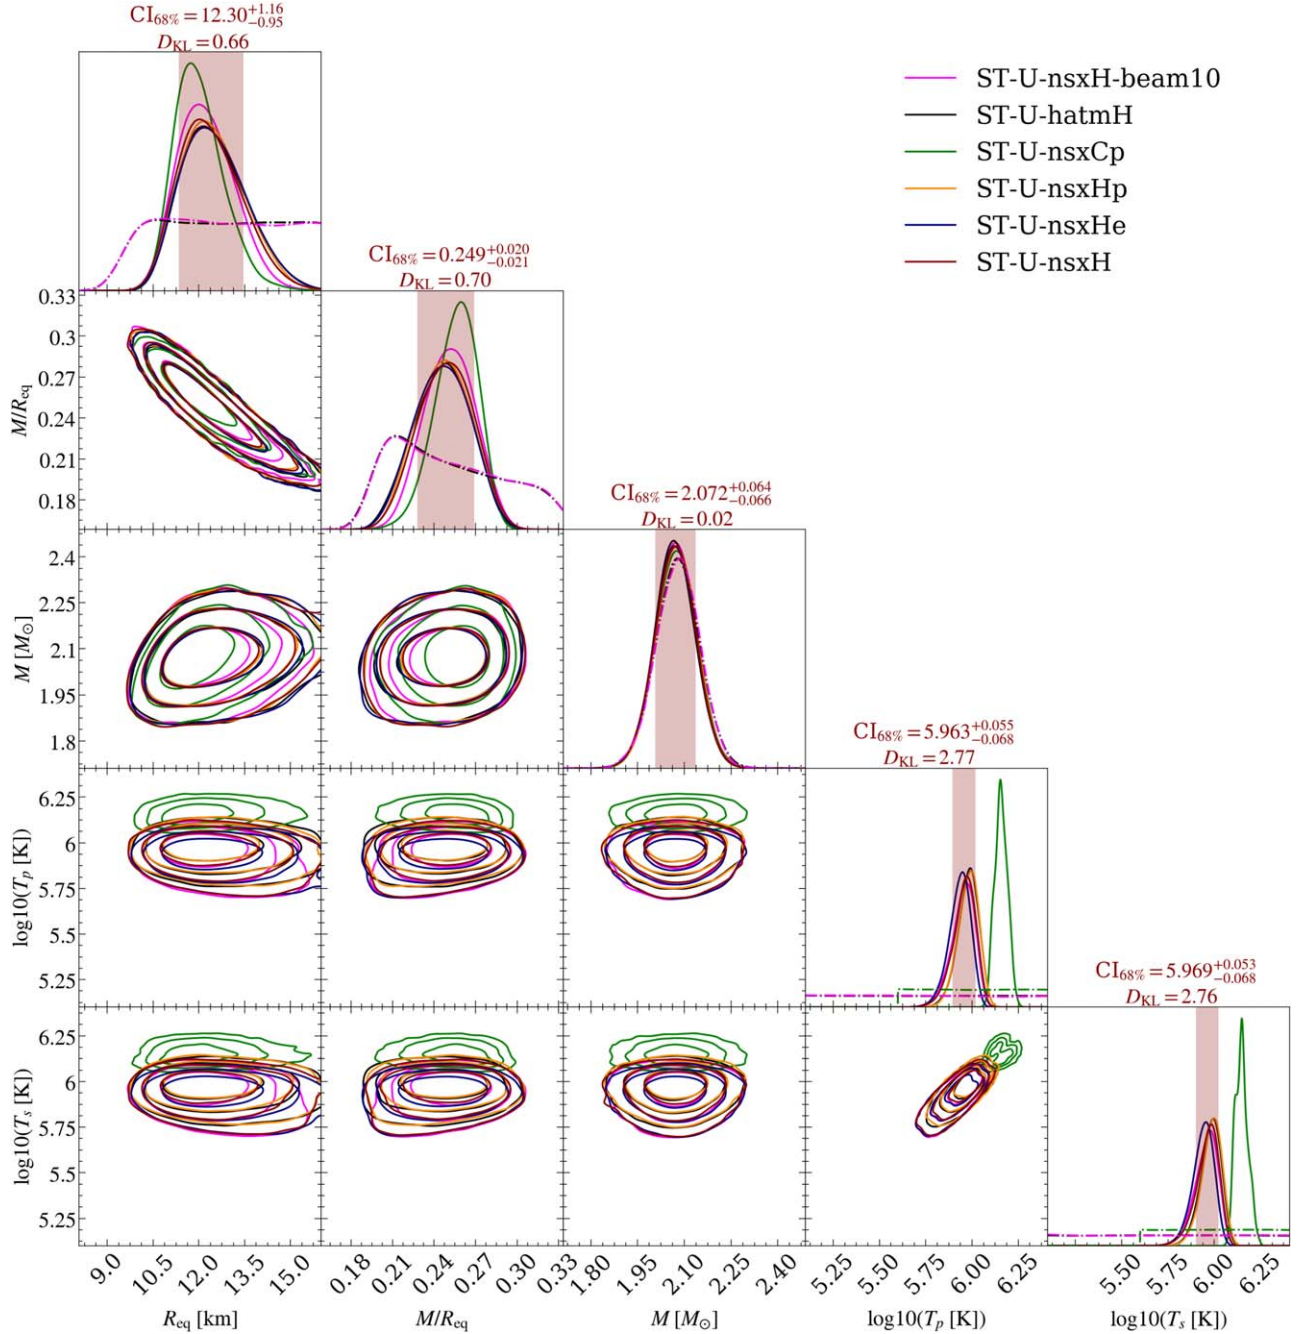 CI68% = 12.30 +1.16 −0.95
DKL = 0.66
ST-U-nsxH-beam10
ST-U-hatmH
ST-U-nsxCp
ST-U-nsxHp
ST-U-nsxHe
ST-U-nsxH
CI68% = 0.249 +0.020 −0.021
DKL = 0.70
0.33
0.3
0.27
0.24
0.21
0.18
M/Req
CI68% = 2.072 +0.064 −0.066
DKL = 0.02
2.4
2.25
2.1
1.95
1.8
M [M⊙]
CI68% = 5.963 +0.055 −0.068
DKL = 2.77
6.25
6
5.75
5.5
5.25
log10(Tp [K])
CI68% = 5.969 +0.053 −0.068
DKL = 2.76
6.25
6
5.75
5.5
5.25
log10(Ts [K])
9.0 10.5 12.0 13.5 15.0
0.18 0.21 0.24 0.27 0.30 0.33
1.80 1.95 2.10 2.25 2.40
5.25 5.50 5.75 6.00 6.25
5.50 5.75 6.00 6.25
Req [km]
M/Req
M [M⊙]
log10(Tp [K])
log10(Ts [K])